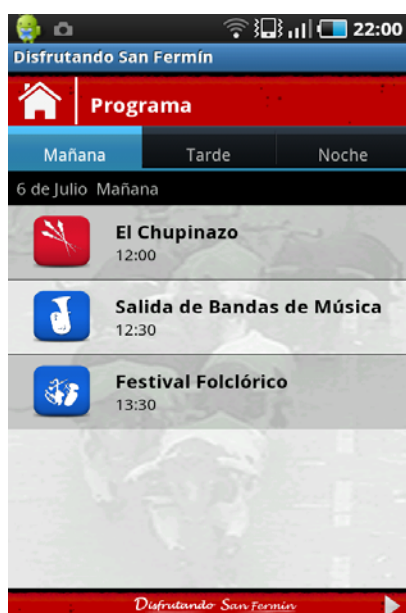 22:00
Disfrutando San Fermín
Programa
Mañana Tarde Noche
6 de Julio Mañana
El Chupinazo
12:00
Salida de Bandas de Música
12:30
Festival Folclórico
13:30
Disfrutando San Fermín